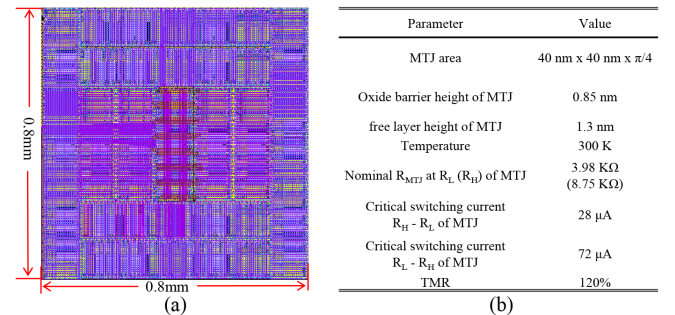 (a)
0.8mm
0.8mm
Parameter Value
MTJ area 40 nm x 40 nm x π/4
Oxide barrier height of MTJ 0.85 nm
free layer height of MTJ 1.3 nm
Temperature 300 K
Nominal R_MTJ at R_L (R_H) of MTJ 3.98 KΩ
(8.75 KΩ)
Critical switching current
R_H - R_L of MTJ 28 μA
Critical switching current
R_L - R_H of MTJ 72 μA
TMR 120%
(a)
(b)